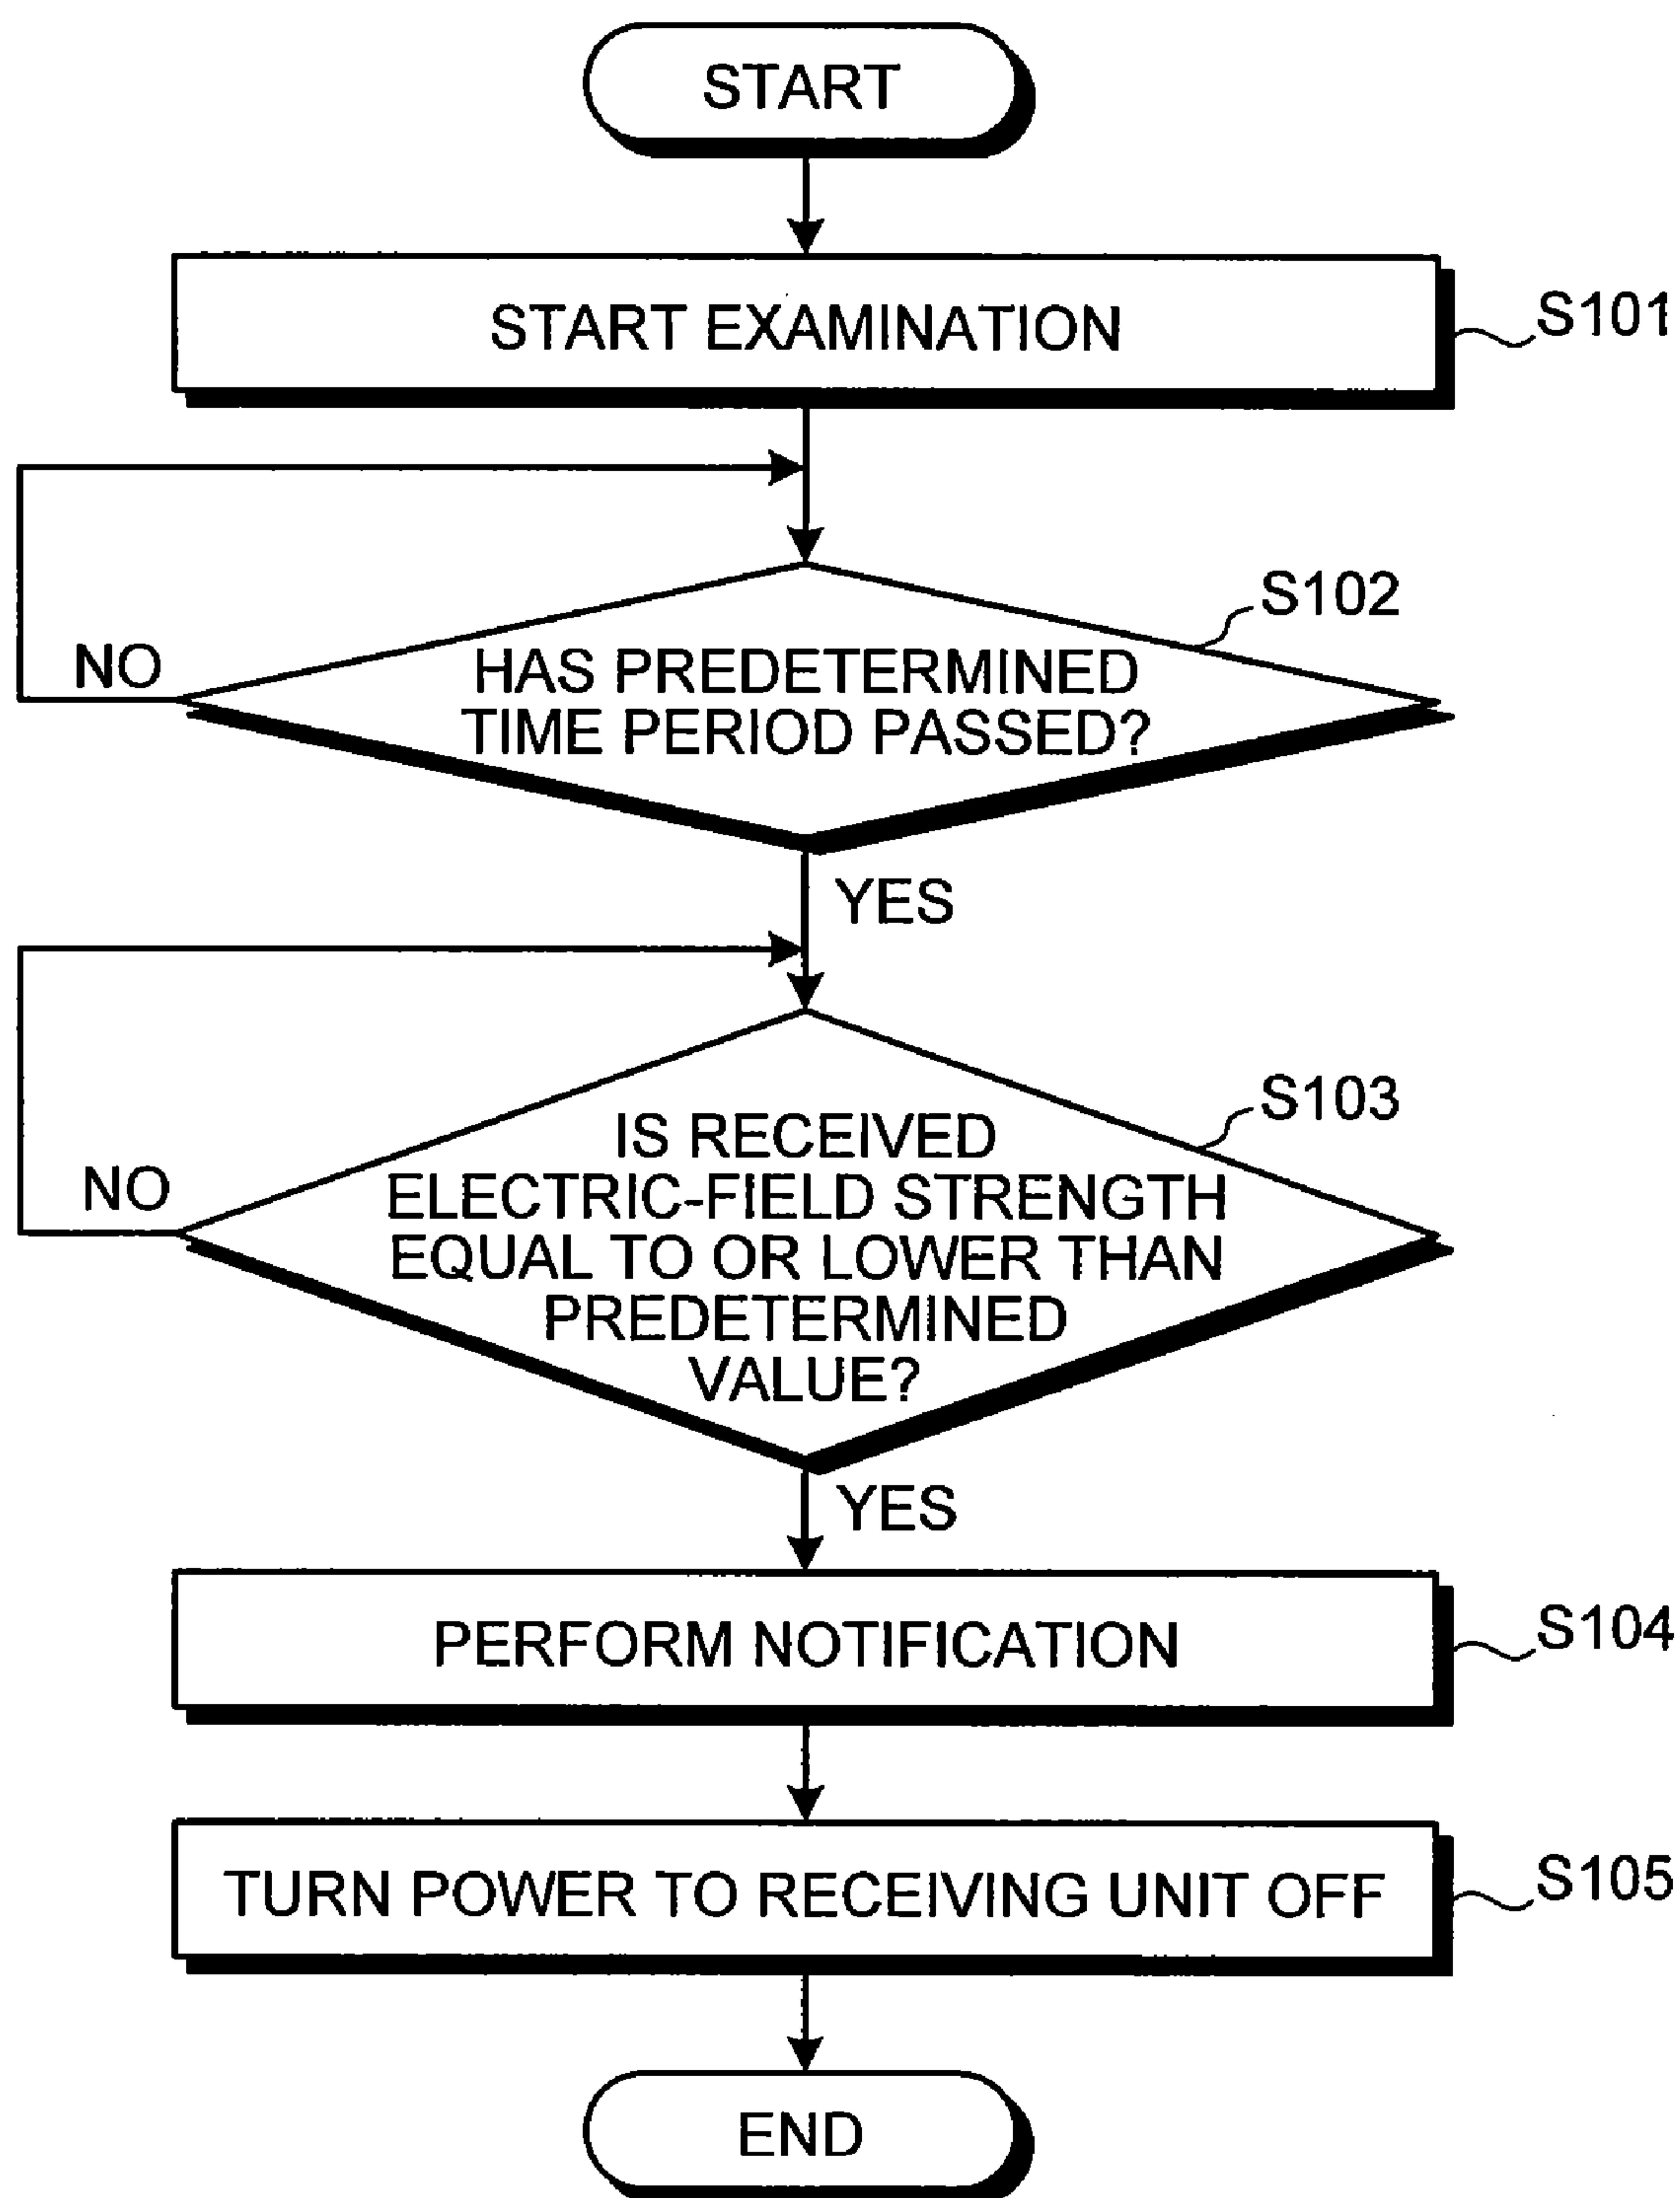 START
START EXAMINATION
S101
S102
HAS PREDETERMINED
TIME PERIOD PASSED?
NO
YES
S103
IS RECEIVED
ELECTRIC-FIELD STRENGTH
EQUAL TO OR LOWER THAN
PREDETERMINED
VALUE?
NO
YES
PERFORM NOTIFICATION
S104
TURN POWER TO RECEIVING UNIT OFF
S105
END